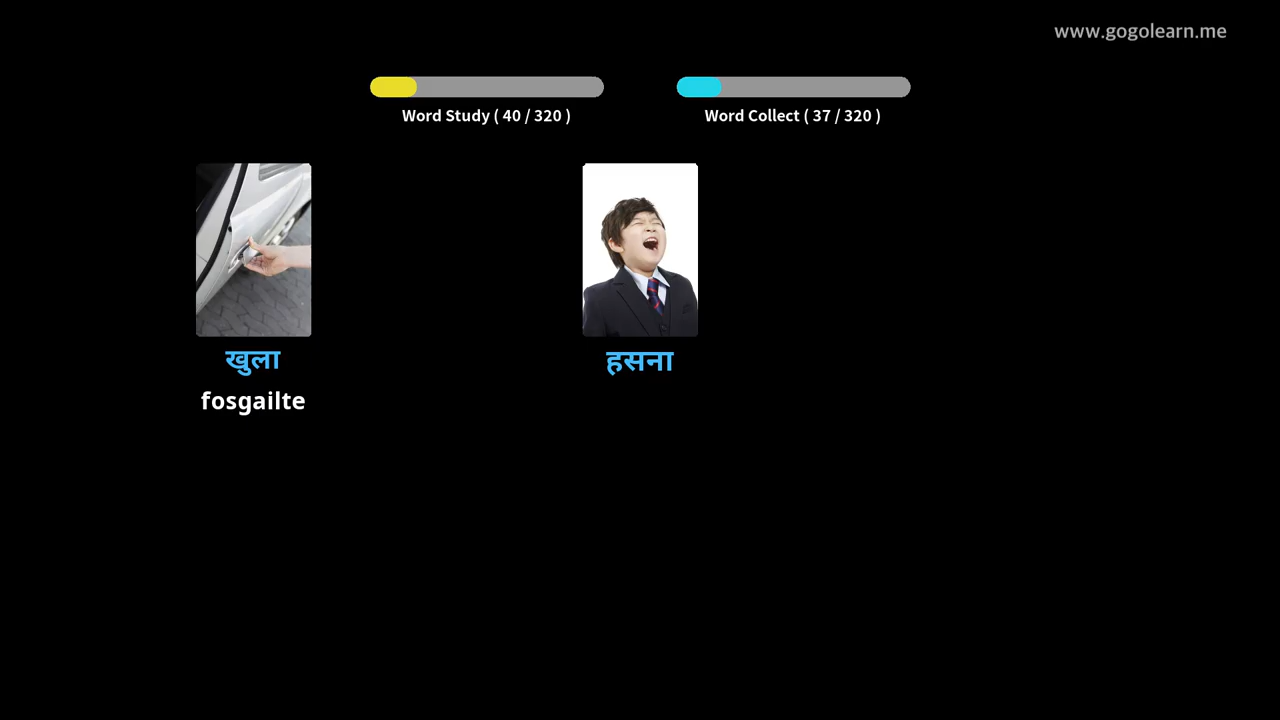 www.gogolearn.me
Word Study ( 40 / 320 )
Word Collect ( 37 / 320 )
खुला
हसना
fosgailte